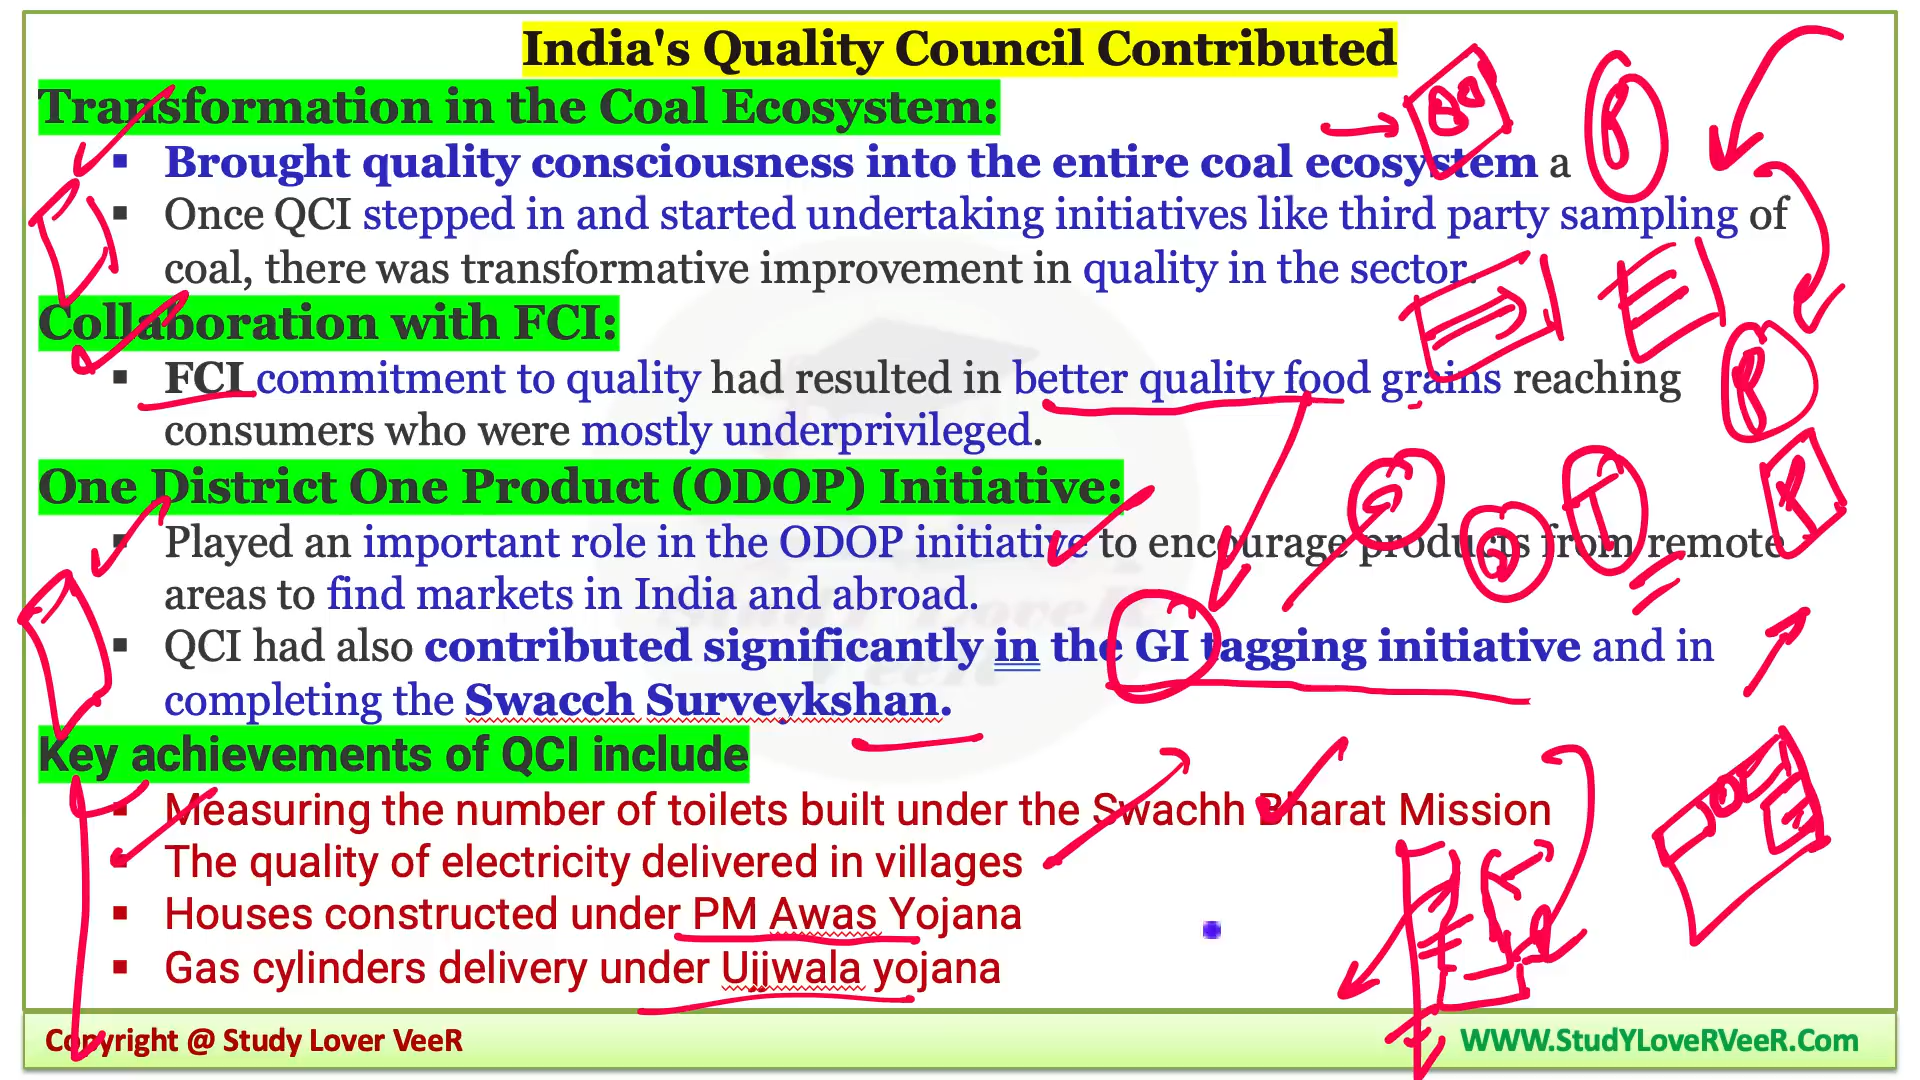 India's Quality Council Contributed
Transformation in the Coal Ecosystem:
▪ Brought quality consciousness into the entire coal ecosystem a
▪ Once QCI stepped in and started undertaking initiatives like third party sampling of
coal, there was transformative improvement in quality in the sector.
Collaboration with FCI:
▪ FCI commitment to quality had resulted in better quality food grains reaching
consumers who were mostly underprivileged.
One District One Product (ODOP) Initiative:
▪ Played an important role in the ODOP initiative to encourage products from remote
areas to find markets in India and abroad.
▪ QCI had also contributed significantly in the GI tagging initiative and in
completing the Swacch Surveykshan.
Key achievements of QCI include
▪ Measuring the number of toilets built under the Swachh Bharat Mission
▪ The quality of electricity delivered in villages
▪ Houses constructed under PM Awas Yojana
▪ Gas cylinders delivery under Ujjwala yojana
Copyright @ Study Lover VeeR
WWW.StudYLoveRVeeR.Com